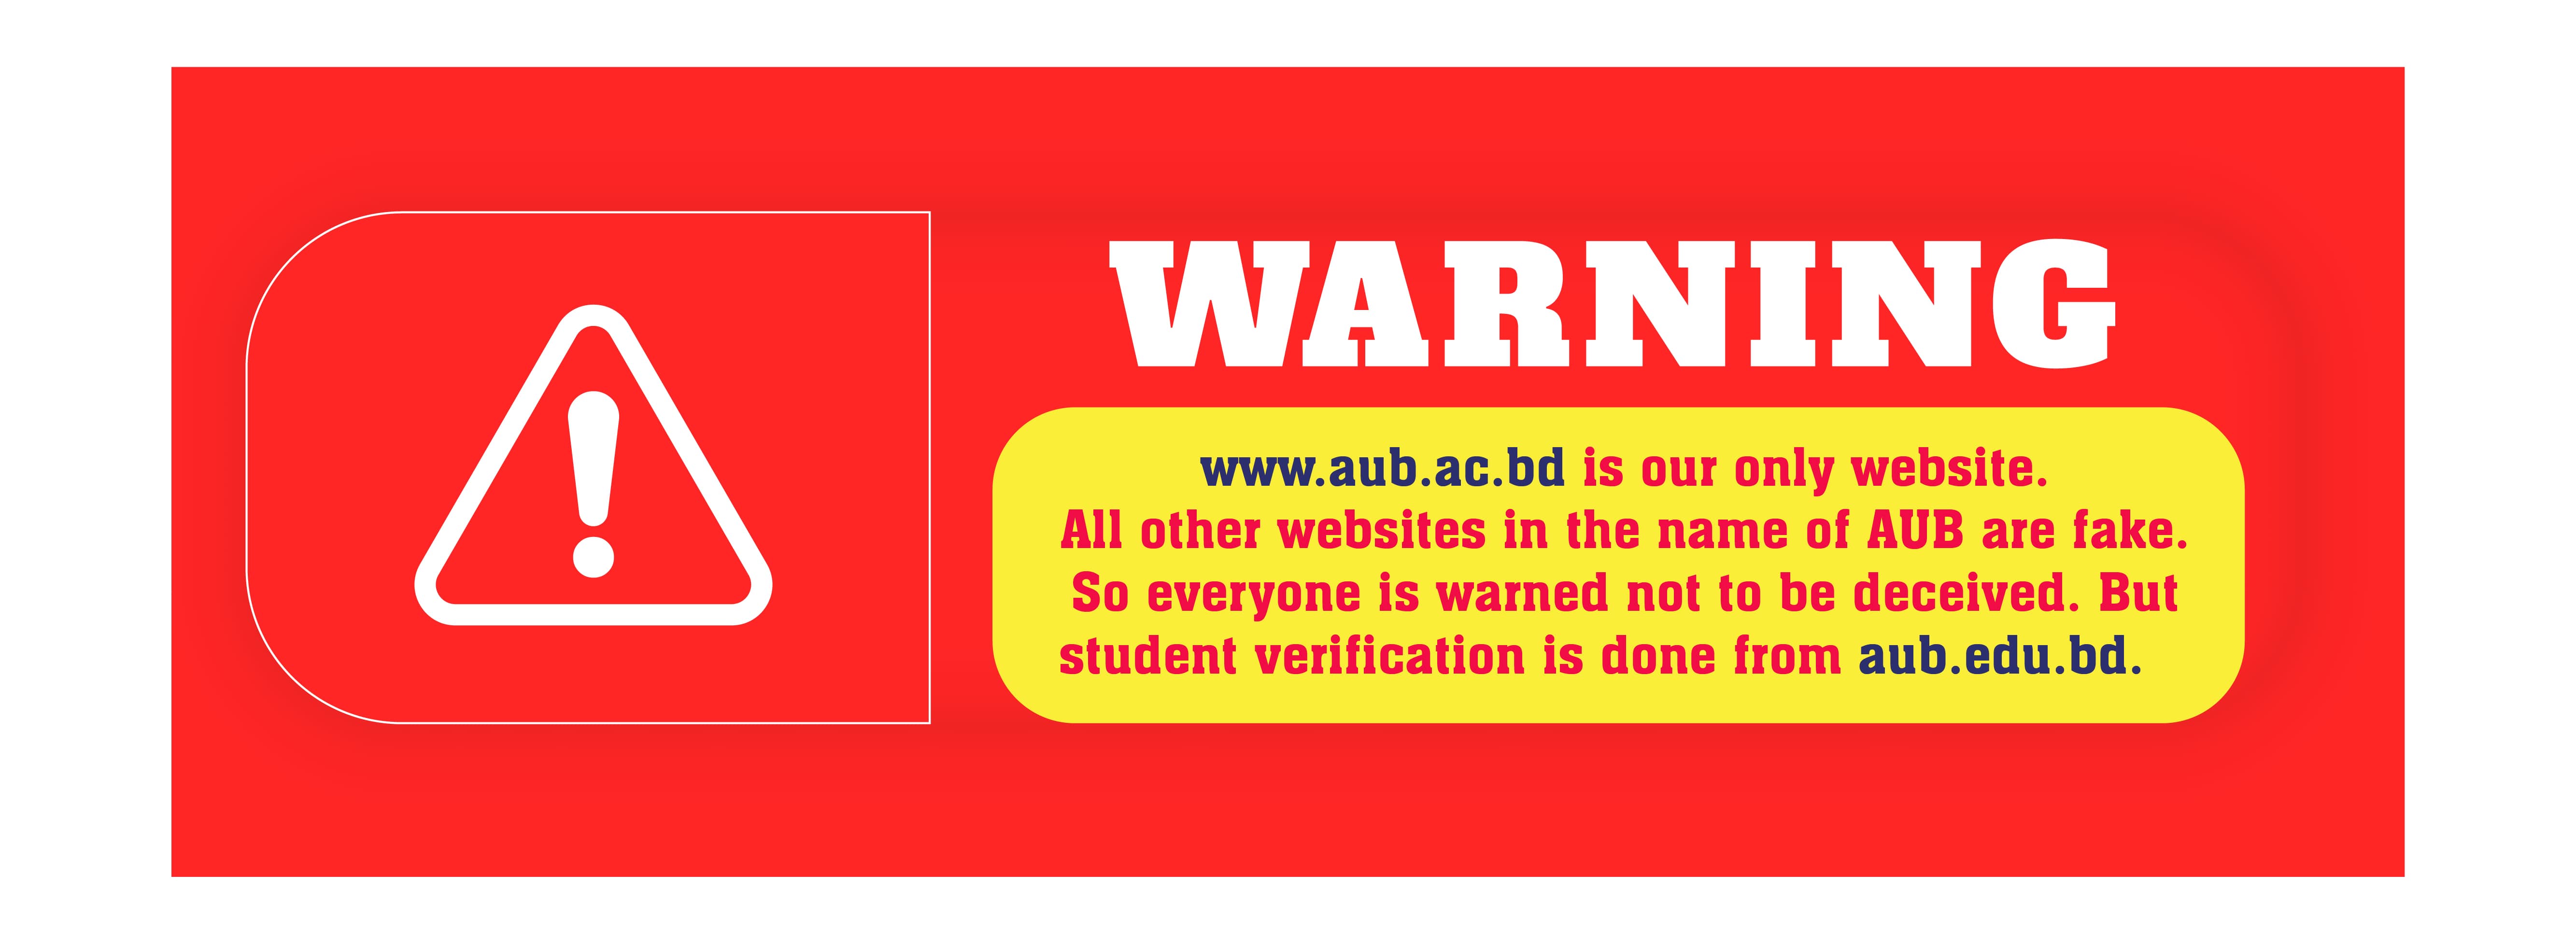 WARNING
www.aub.ac.bd is our only website.
All other websites in the name of AUB are fake.
So everyone is warned not to be deceived. But
student verification is done from aub.edu.bd.